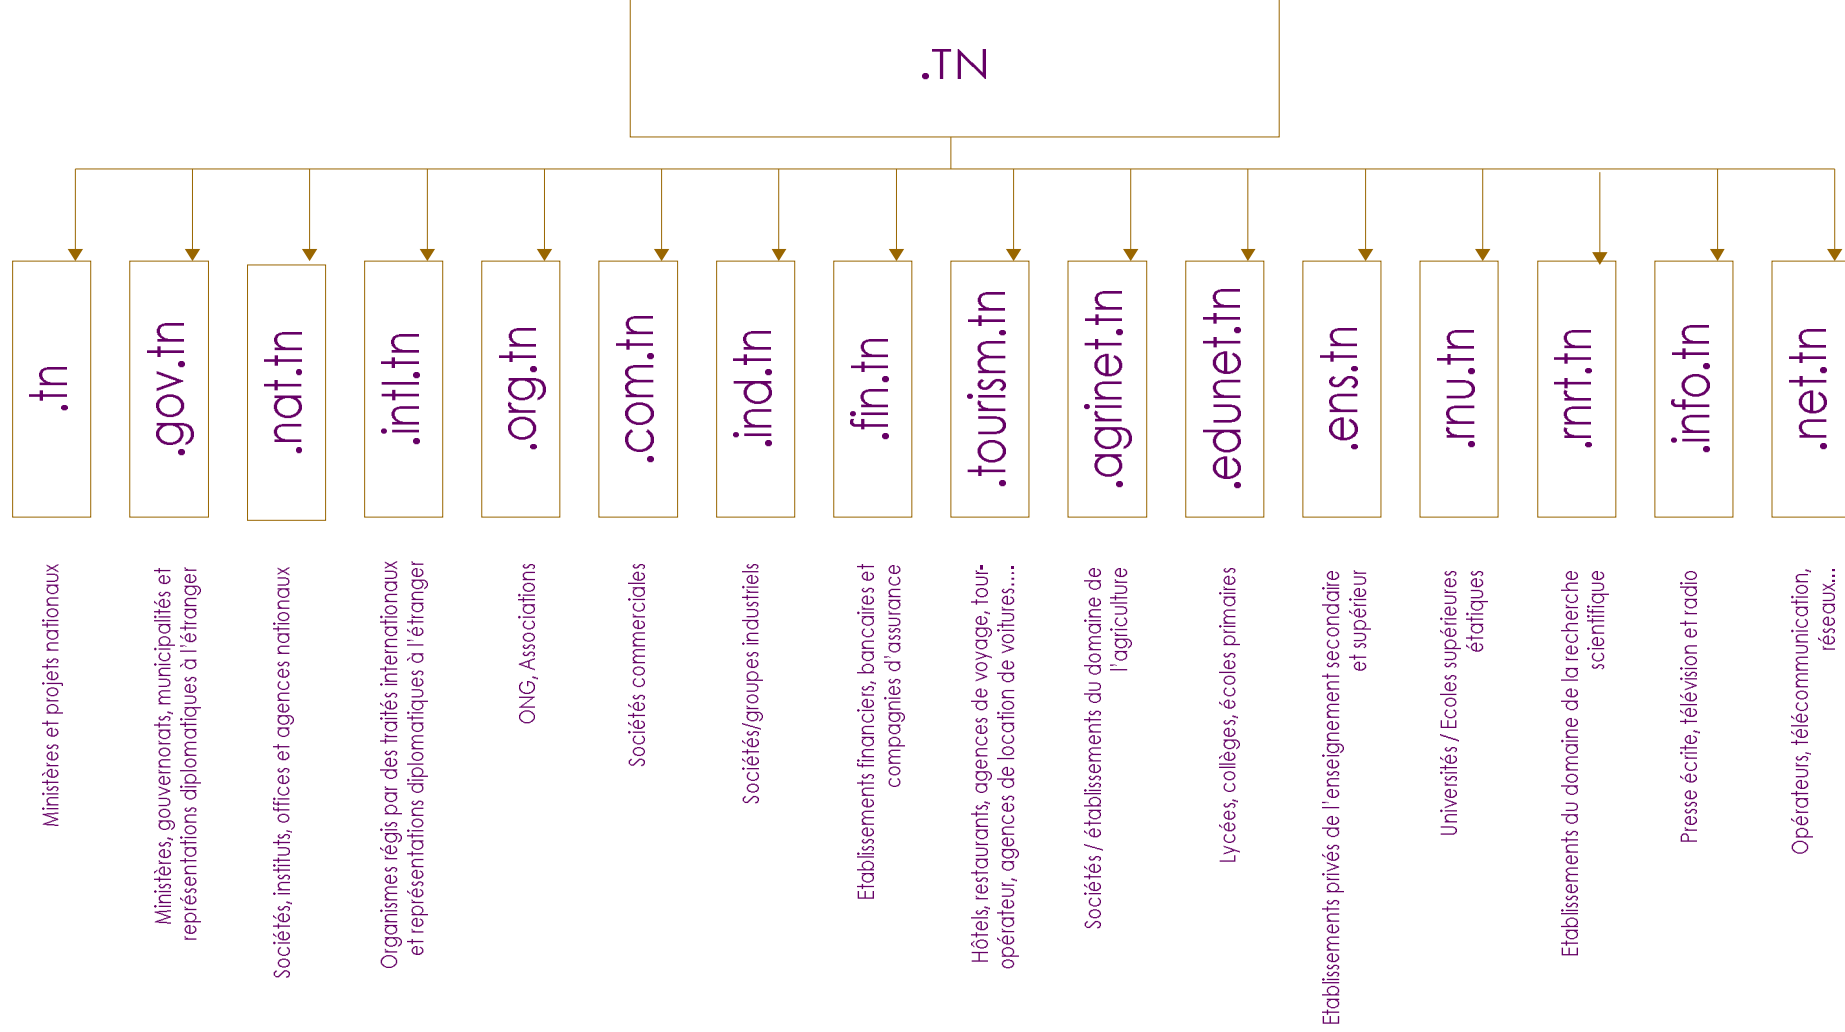 .TN
.tn
.gov.tn
.nat.tn
.intl.tn
.org.tn
.com.tn
.ind.tn
.fin.tn
.tourism.tn
.agrinet.tn
.edunet.tn
.ens.tn
.rnu.tn
.rnrt.tn
.info.tn
.net.tn
Ministères et projets nationaux
Ministères, gouvernorats, municipalités et
représentations diplomatiques à l'étranger
Sociétés, instituts, offices et agences nationaux
Organismes régis par des traités internationaux
et représentations diplomatiques à l'étranger
ONG, Associations
Sociétés commerciales
Sociétés/groupes industriels
Etablissements financiers, bancaires et
compagnies d'assurance
Hôtels, restaurants, agences de voyage, tour-
opérateur, agences de location de voitures....
Sociétés / établissements du domaine de
l'agriculture
Lycées, collèges, écoles primaires
Etablissements privés de l'enseignement secondaire
et supérieur
Universités / Ecoles supérieures
étatiques
Etablissements du domaine de la recherche
scientifique
Presse écrite, télévision et radio
Opérateurs, télécommunication,
réseaux...